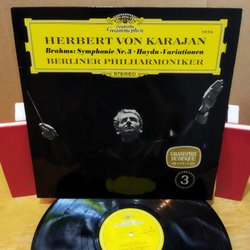 Deutsche
Grammophon
HERBERT VON KARAJAN
Brahms: Symphonie Nr. 3 · Haydn-Variationen
BERLINER PHILHARMONIKER
STEREO
GRAND PRIX
DU DISQUE
3